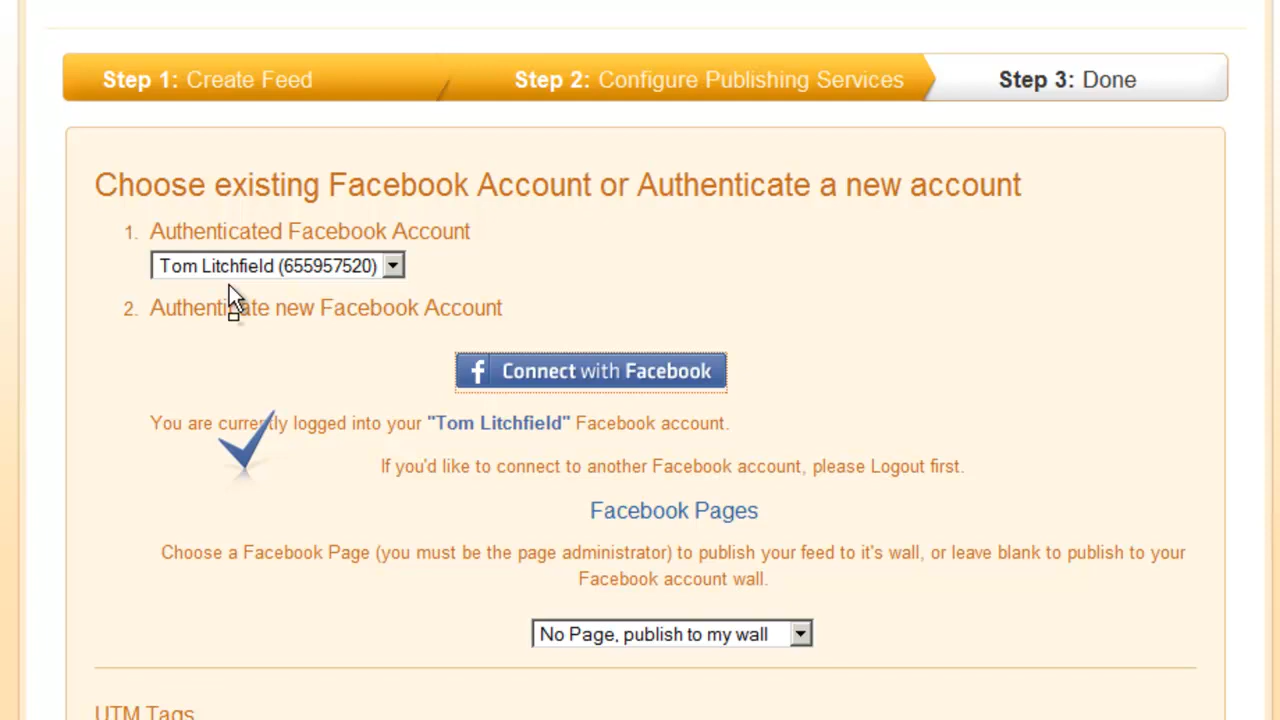 Step 1: Create Feed
Step 2: Configure Publishing Services
Step 3: Done
Choose existing Facebook Account or Authenticate a new account
1. Authenticated Facebook Account
Tom Litchfield (655957520)
2. Authenticate new Facebook Account
f Connect with Facebook
You are currently logged into your "Tom Litchfield" Facebook account.
If you'd like to connect to another Facebook account, please Logout first.
Facebook Pages
Choose a Facebook Page (you must be the page administrator) to publish your feed to it's wall, or leave blank to publish to your
Facebook account wall.
No Page, publish to my wall
UTM Tags